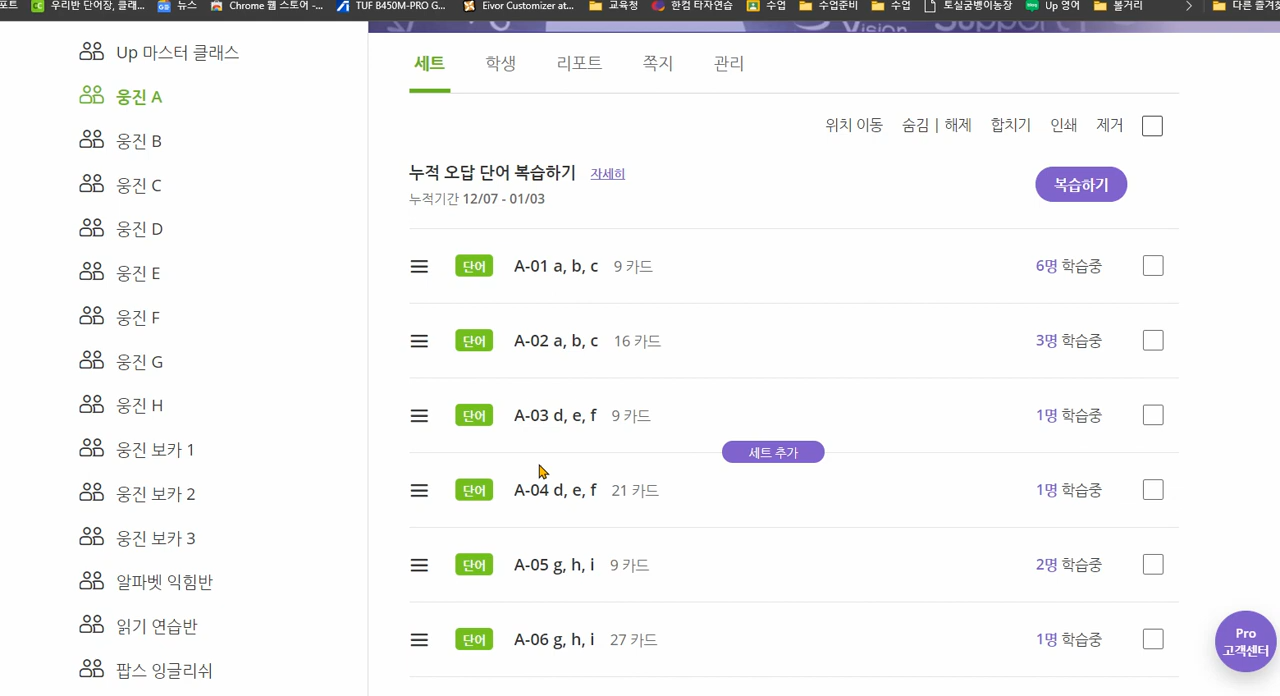 포트 우리반 단어장, 클래... 뉴스 Chrome 웹 스토어 -... TUF B450M-PRO G... Eivor Customizer at... 교육청 한컴 타자연습 수업 수업준비 수업 토실굼벵이농장 Up 영어 볼거리 다른 즐겨찾
Vision Support
Up 마스터 클래스
웅진 A
웅진 B
웅진 C
웅진 D
웅진 E
웅진 F
웅진 G
웅진 H
웅진 보카 1
웅진 보카 2
웅진 보카 3
알파벳 익힘반
읽기 연습반
팝스 잉글리쉬
세트 학생 리포트 쪽지 관리
위치 이동 숨김 | 해제 합치기 인쇄 제거
누적 오답 단어 복습하기 자세히
누적기간 12/07 - 01/03
복습하기
단어 A-01 a, b, c 9 카드 6명 학습중
단어 A-02 a, b, c 16 카드 3명 학습중
단어 A-03 d, e, f 9 카드 1명 학습중
세트 추가
단어 A-04 d, e, f 21 카드 1명 학습중
단어 A-05 g, h, i 9 카드 2명 학습중
단어 A-06 g, h, i 27 카드 1명 학습중
Pro
고객센터